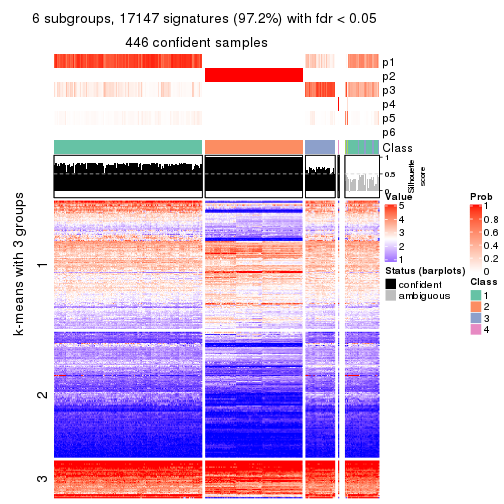 6 subgroups, 17147 signatures (97.2%) with fdr < 0.05
446 confident samples
p1
p2
p3
p4
p5
p6
Class
1
0.5
0
Silhouette
score
k-means with 3 groups
1
2
3
Value
5
4
3
2
1
Status (barplots)
confident
ambiguous
Prob
1
0.8
0.6
0.4
0.2
0
Class
1
2
3
4